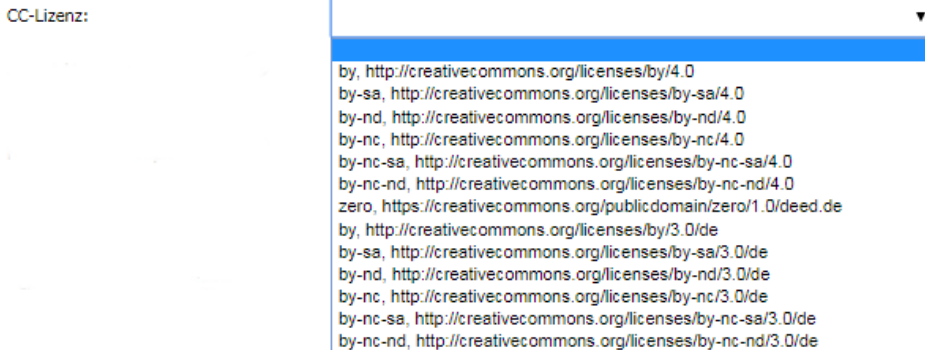 CC-Lizenz:
by, http://creativecommons.org/licenses/by/4.0
by-sa, http://creativecommons.org/licenses/by-sa/4.0
by-nd, http://creativecommons.org/licenses/by-nd/4.0
by-nc, http://creativecommons.org/licenses/by-nc/4.0
by-nc-sa, http://creativecommons.org/licenses/by-nc-sa/4.0
by-nc-nd, http://creativecommons.org/licenses/by-nc-nd/4.0
zero, https://creativecommons.org/publicdomain/zero/1.0/deed.de
by, http://creativecommons.org/licenses/by/3.0/de
by-sa, http://creativecommons.org/licenses/by-sa/3.0/de
by-nd, http://creativecommons.org/licenses/by-nd/3.0/de
by-nc, http://creativecommons.org/licenses/by-nc/3.0/de
by-nc-sa, http://creativecommons.org/licenses/by-nc-sa/3.0/de
by-nc-nd, http://creativecommons.org/licenses/by-nc-nd/3.0/de